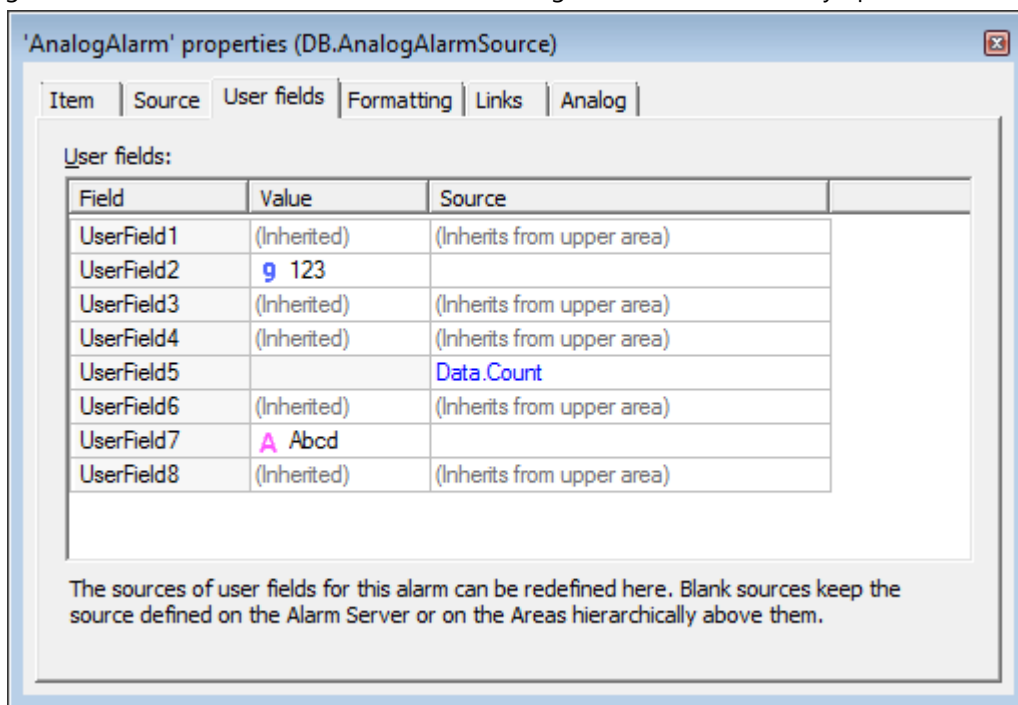 'AnalogAlarm' properties (DB.AnalogAlarmSource)
Item Source User fields Formatting Links Analog
User fields:
Field Value Source
UserField1 (Inherited) (Inherits from upper area)
UserField2 9 123
UserField3 (Inherited) (Inherits from upper area)
UserField4 (Inherited) (Inherits from upper area)
UserField5 Data.Count
UserField6 (Inherited) (Inherits from upper area)
UserField7 A Abcd
UserField8 (Inherited) (Inherits from upper area)
The sources of user fields for this alarm can be redefined here. Blank sources keep the
source defined on the Alarm Server or on the Areas hierarchically above them.